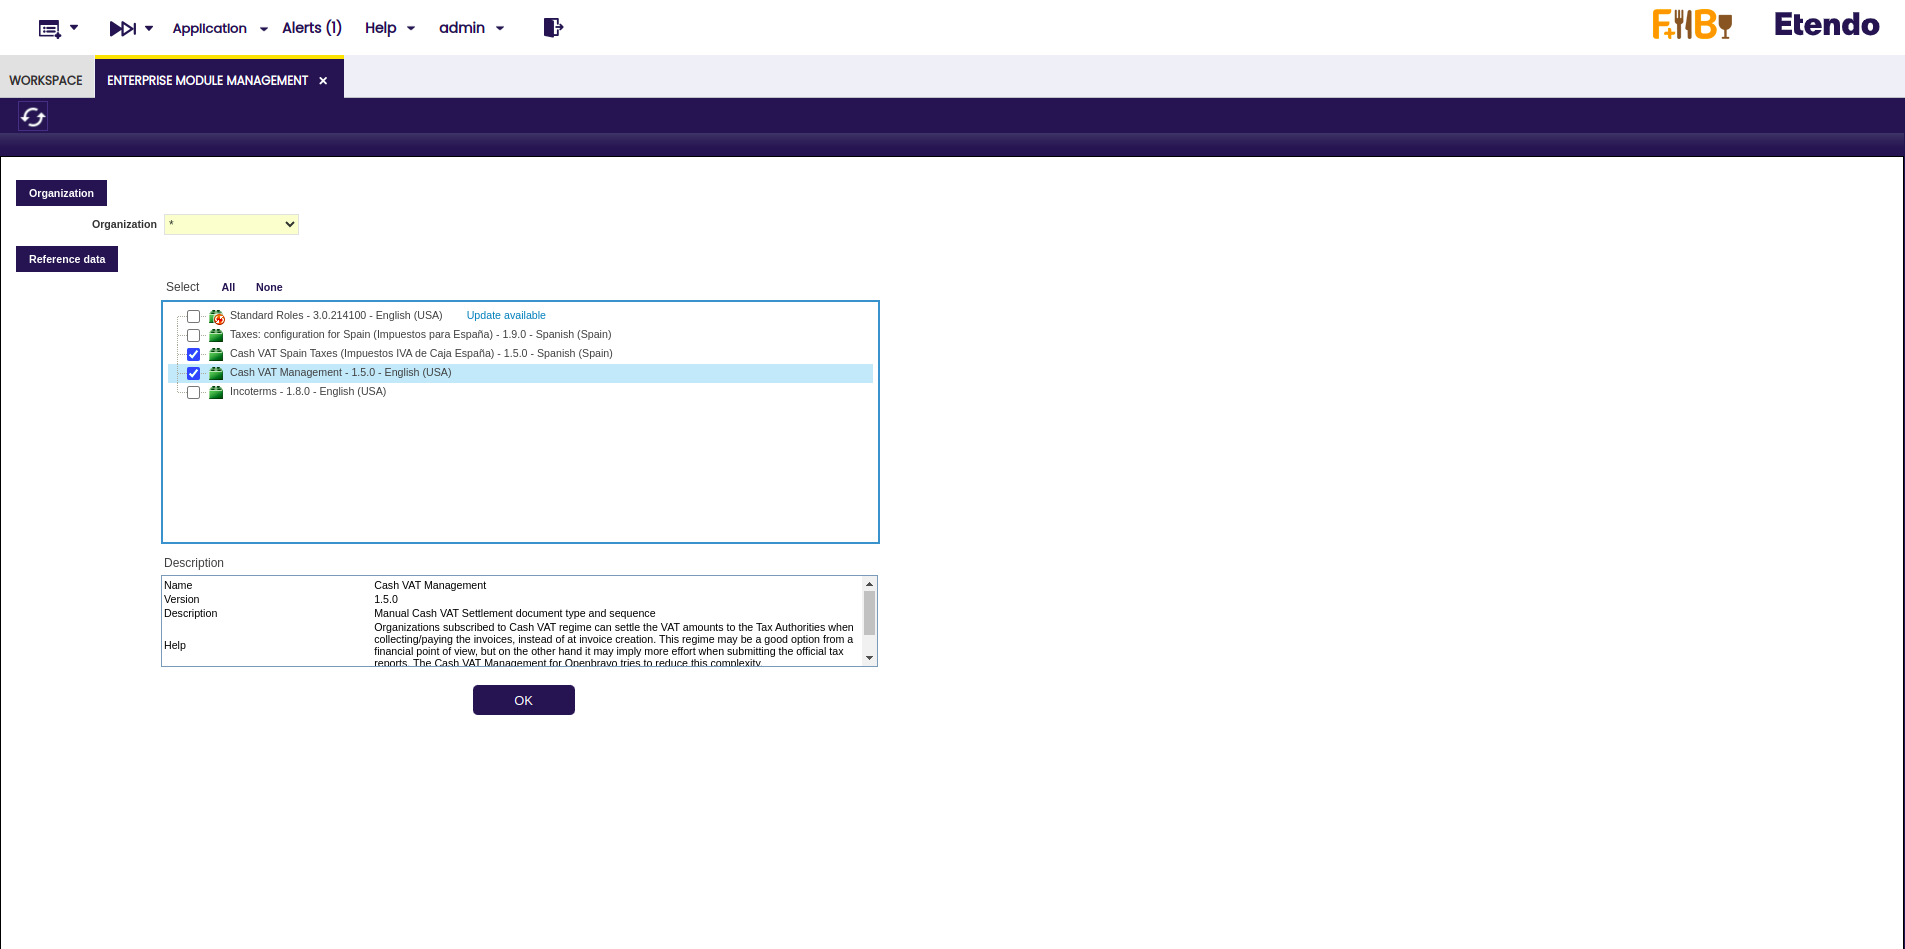 Application Alerts (1) Help admin F+B Etendo
WORKSPACE ENTERPRISE MODULE MANAGEMENT ×
Organization
Organization *
Reference data
Select All None
Standard Roles - 3.0.214100 - English (USA) Update available
Taxes: configuration for Spain (Impuestos para España) - 1.9.0 - Spanish (Spain)
Cash VAT Spain Taxes (Impuestos IVA de Caja España) - 1.5.0 - Spanish (Spain)
Cash VAT Management - 1.5.0 - English (USA)
Incoterms - 1.8.0 - English (USA)
Description
Name Cash VAT Management
Version 1.5.0
Description Manual Cash VAT Settlement document type and sequence
Help Organizations subscribed to Cash VAT regime can settle the VAT amounts to the Tax Authorities when
collecting/paying the invoices, instead of at invoice creation. This regime may be a good option from a
financial point of view, but on the other hand it may imply more effort when submitting the official tax
reports. The Cash VAT Management for Openbravo tries to reduce this complexity.
OK